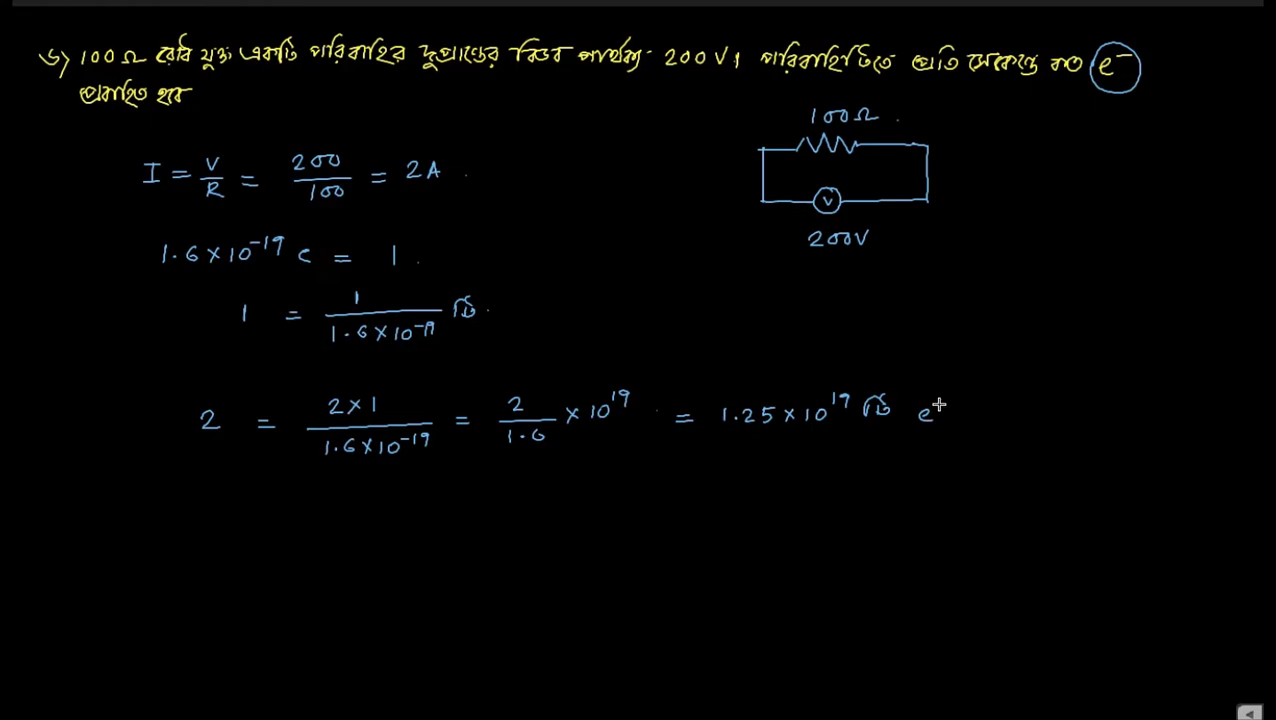 ৬) 100Ω রোধ যুক্ত একটি পরিবাহির দুপ্রান্তের বিভব পার্থক্য 200V। পরিবাহিটিতে প্রতি সেকেন্ডে কত e⁻
প্রবাহিত হবে
100Ω
I = V/R = 200/100 = 2A
V
200V
1.6×10⁻¹⁹ C = 1
1 = 1/1.6×10⁻¹⁹ টি
2 = 2×1/1.6×10⁻¹⁹ = 2/1.6 ×10¹⁹ = 1.25×10¹⁹ টি e